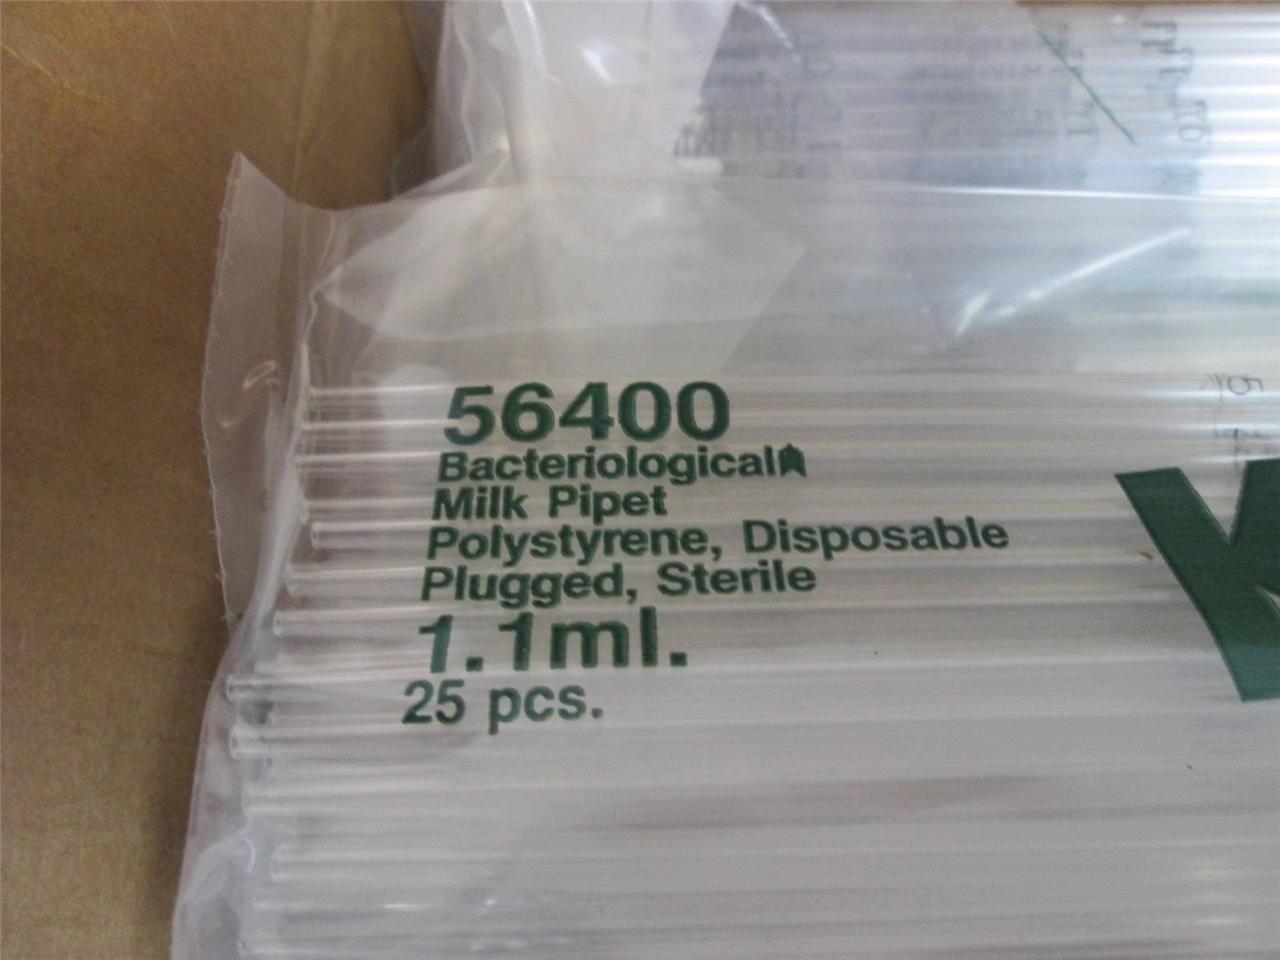 56400
Bacteriological
Milk Pipet
Polystyrene, Disposable
Plugged, Sterile
1.1ml.
25 pcs.
K